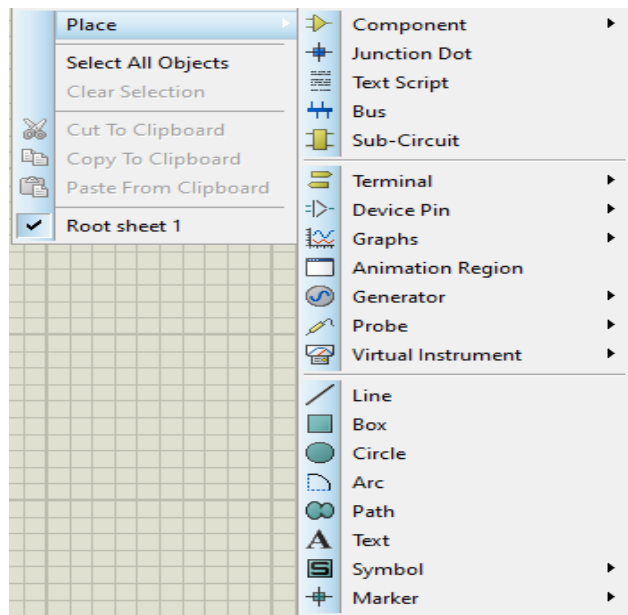 Place
Select All Objects
Clear Selection
Cut To Clipboard
Copy To Clipboard
Paste From Clipboard
Root sheet 1
Component
Junction Dot
Text Script
Bus
Sub-Circuit
Terminal
Device Pin
Graphs
Animation Region
Generator
Probe
Virtual Instrument
Line
Box
Circle
Arc
Path
Text
Symbol
Marker